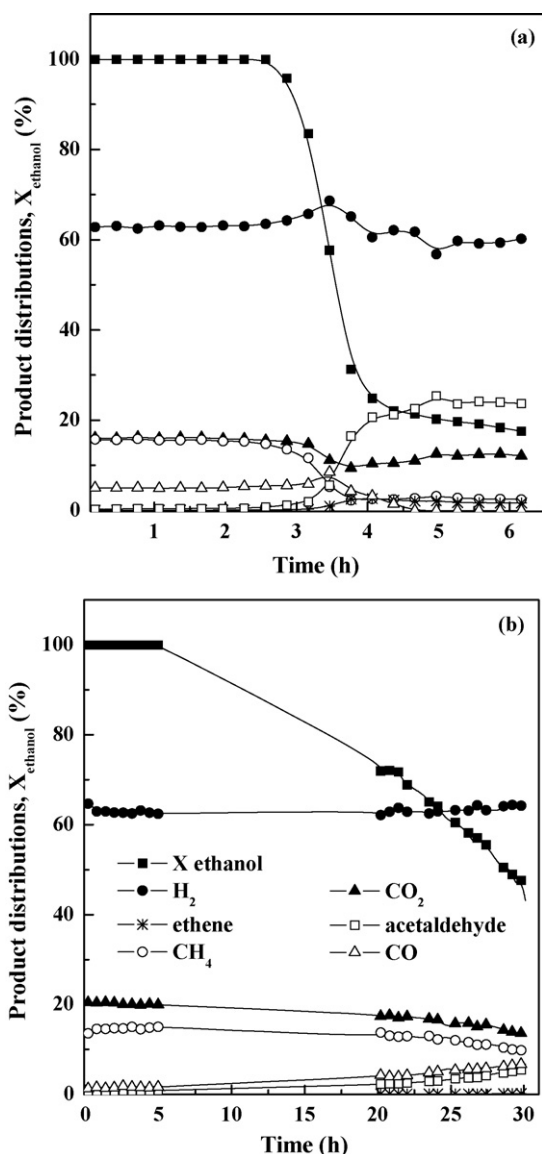 (a)
100
80
60
40
20
0
Product distributions, X_ethanol (%)
1 2 3 4 5 6
Time (h)
(b)
100
80
60
40
20
0
Product distributions, X_ethanol (%)
X ethanol
H₂ CO₂
ethene acetaldehyde
CH₄ CO
0 5 10 15 20 25 30
Time (h)